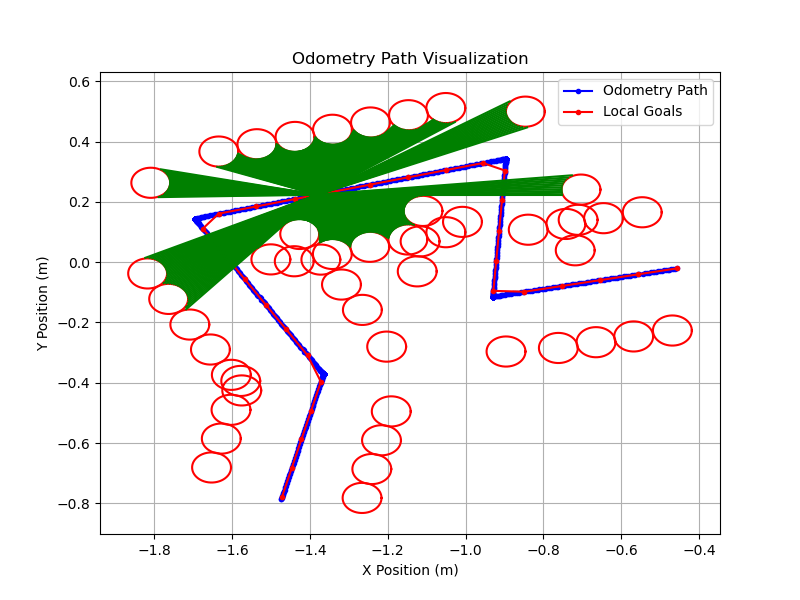 Odometry Path Visualization
Odometry Path
Local Goals
Y Position (m)
0.6
0.4
0.2
0.0
−0.2
−0.4
−0.6
−0.8
−1.8 −1.6 −1.4 −1.2 −1.0 −0.8 −0.6 −0.4
X Position (m)